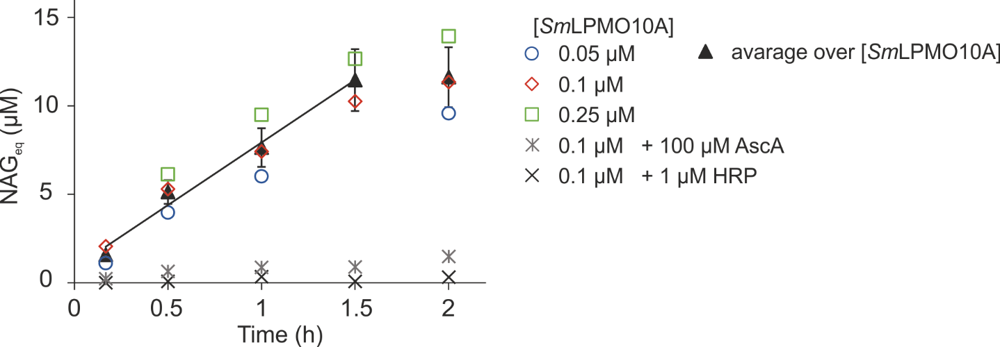 15
10
5
0
NAGeq (µM)
0 0.5 1 1.5 2
Time (h)
[SmLPMO10A]
0.05 µM
0.1 µM
0.25 µM
0.1 µM + 100 µM AscA
0.1 µM + 1 µM HRP
avarage over [SmLPMO10A]